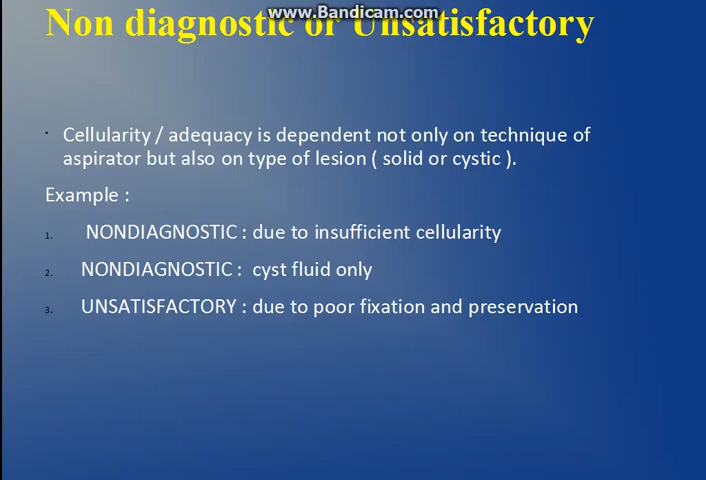 www.Bandicam.com
Non diagnostic or Unsatisfactory
· Cellularity / adequacy is dependent not only on technique of
aspirator but also on type of lesion ( solid or cystic ).
Example :
1. NONDIAGNOSTIC : due to insufficient cellularity
2. NONDIAGNOSTIC : cyst fluid only
3. UNSATISFACTORY : due to poor fixation and preservation